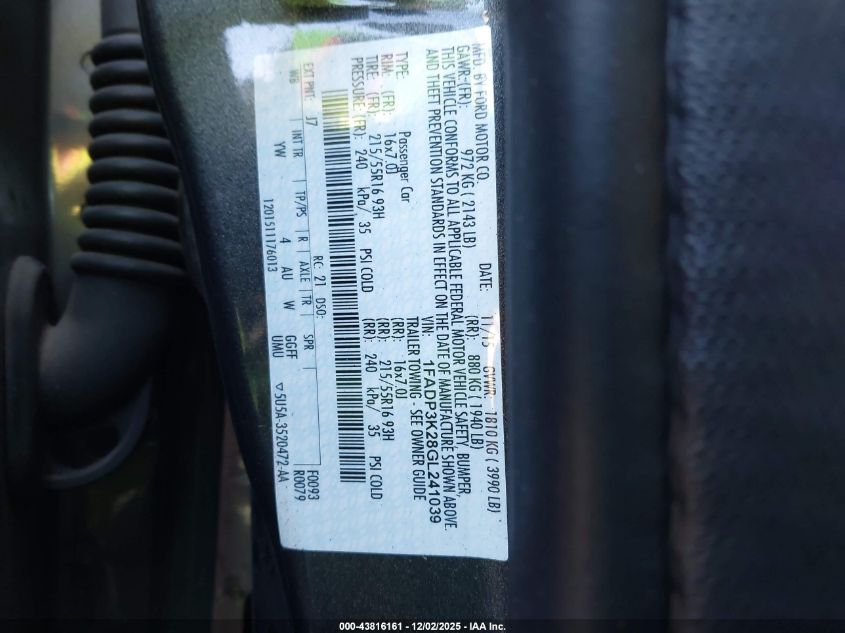 MFD. BY FORD MOTOR CO.
DATE: 11/15 GVWR: 1810 KG ( 3990 LB)
GAWR-(FR): 972 KG ( 2143 LB) (RR): 880 KG ( 1940 LB)
THIS VEHICLE CONFORMS TO ALL APPLICABLE FEDERAL MOTOR VEHICLE SAFETY, BUMPER,
AND THEFT PREVENTION STANDARDS IN EFFECT ON THE DATE OF MANUFACTURE SHOWN ABOVE.
VIN: 1FADP3K28GL241039
TYPE: Passenger Car TRAILER TOWING - SEE OWNER GUIDE
RIM: (FR): 16x7.0J (RR): 16x7.0J
TIRE: (FR): 215/55R16 93H (RR): 215/55R16 93H
PRESSURE: (FR): 240 kPa/ 35 PSI COLD (RR): 240 kPa/ 35 PSI COLD
EXT PNT: J7 RC: 21 DSO: F0093
WB INT TR TP/PS R AXLE TR SPR R0079
YW 4 AU W GGFF
UMU
1201511176013 ▽5U5A-3520472-AA
000-43816161 - 12/02/2025 - IAA Inc.